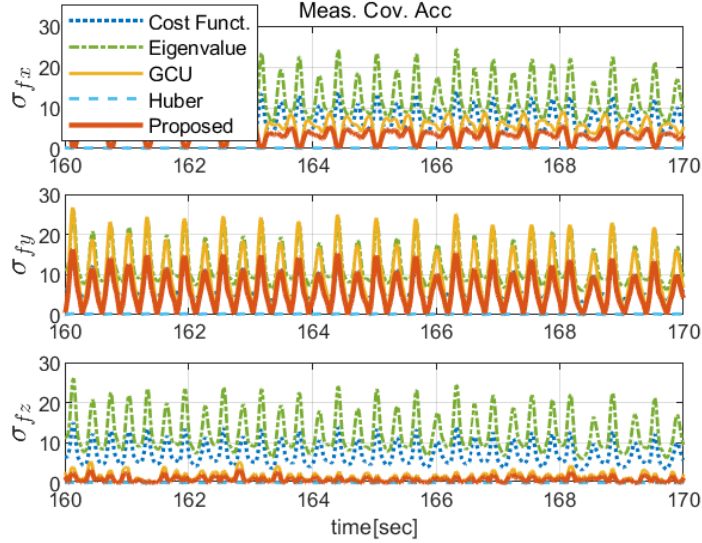 Meas. Cov. Acc
Cost Funct.
Eigenvalue
GCU
Huber
Proposed
σfx
30
20
10
0
160 162 164 166 168 170
σfy
30
20
10
0
160 162 164 166 168 170
σfz
30
20
10
0
160 162 164 166 168 170
time[sec]